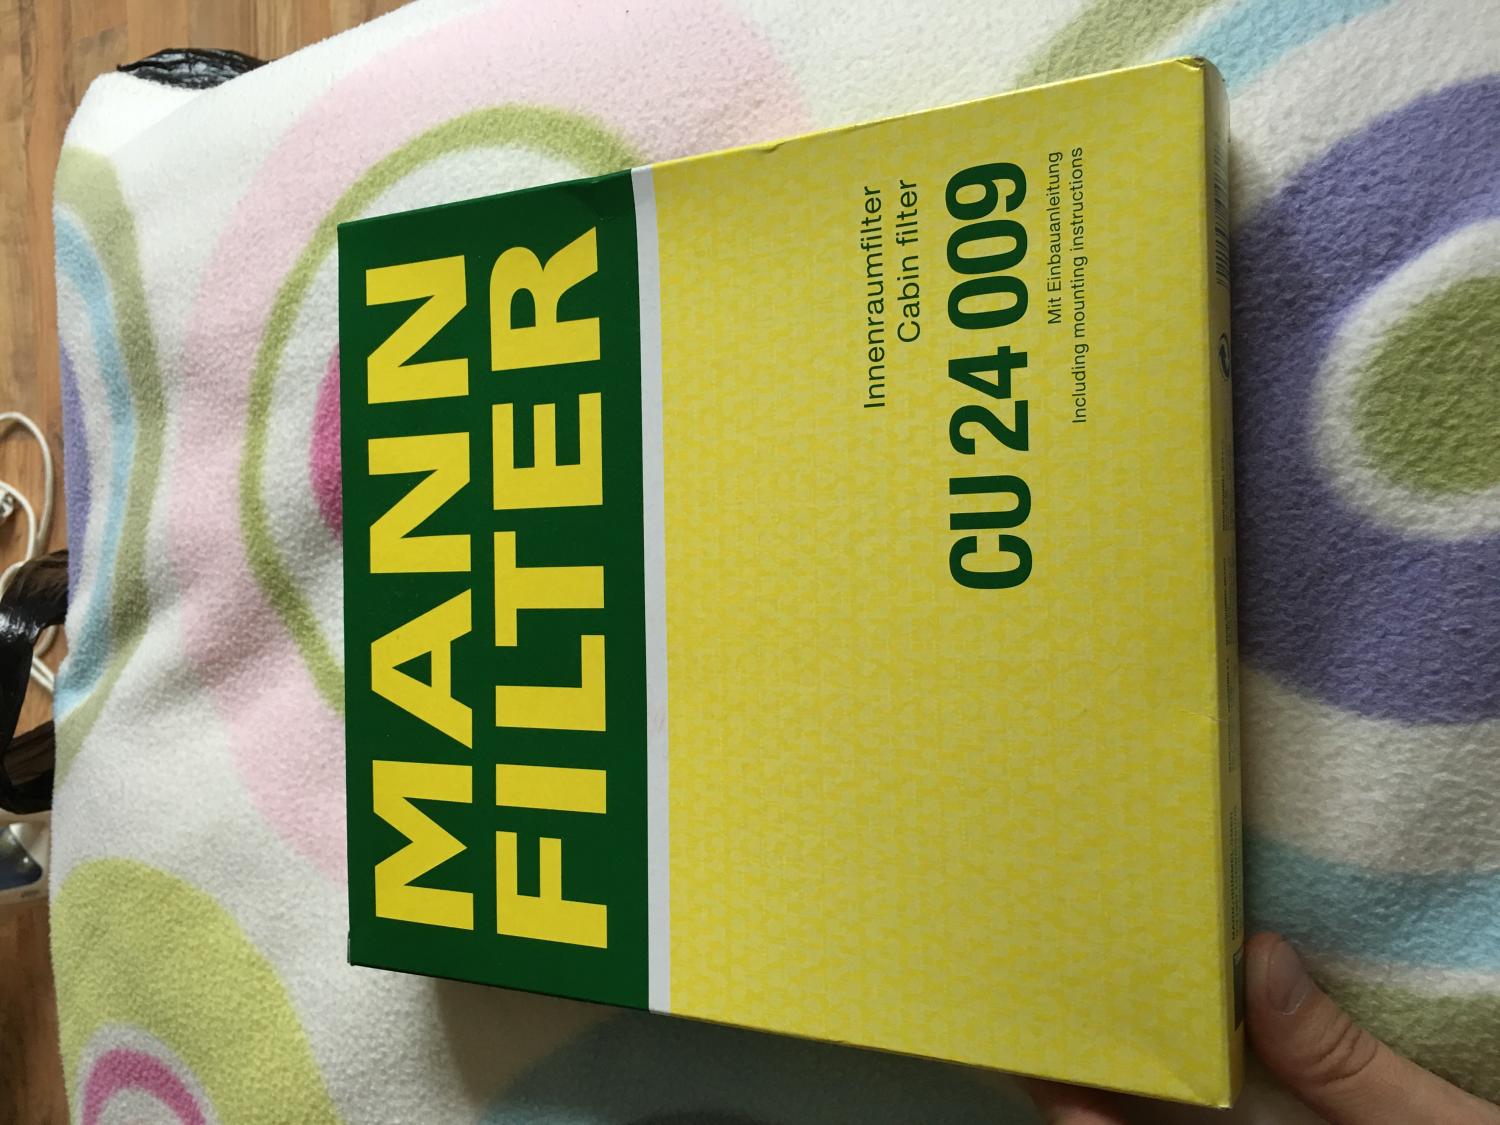 MANN
FILTER
Innenraumfilter
Cabin filter
CU 24 009
Mit Einbauanleitung
Including mounting instructions